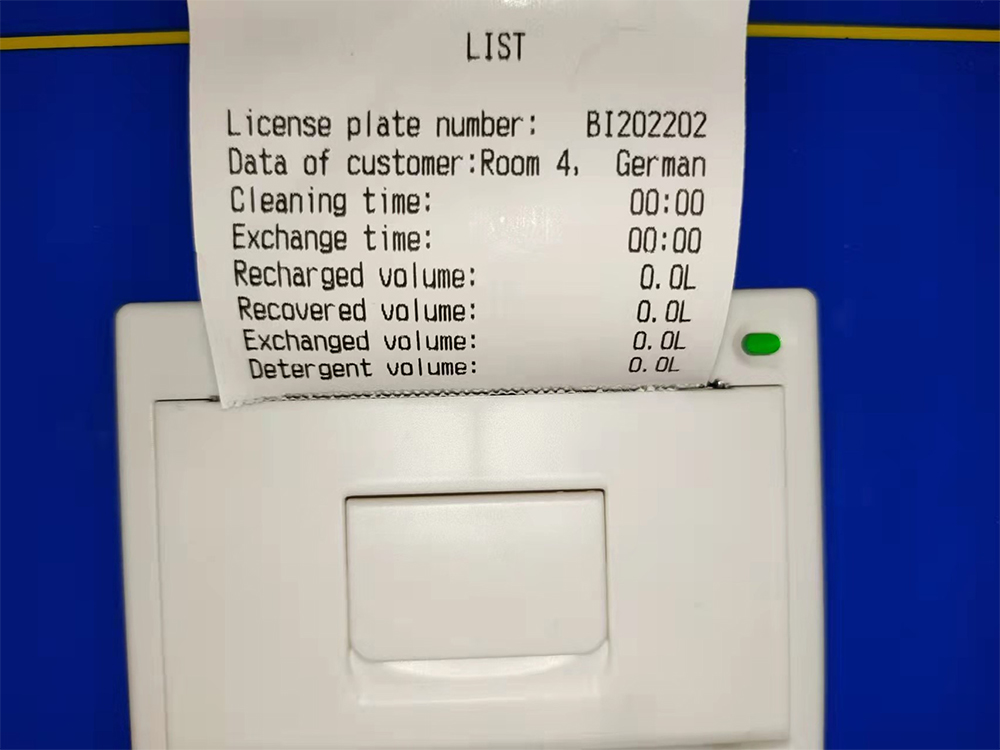 LIST
License plate number: BI202202
Data of customer:Room 4, German
Cleaning time: 00:00
Exchange time: 00:00
Recharged volume: 0.0L
Recovered volume: 0.0L
Exchanged volume: 0.0L
Detergent volume: 0.0L